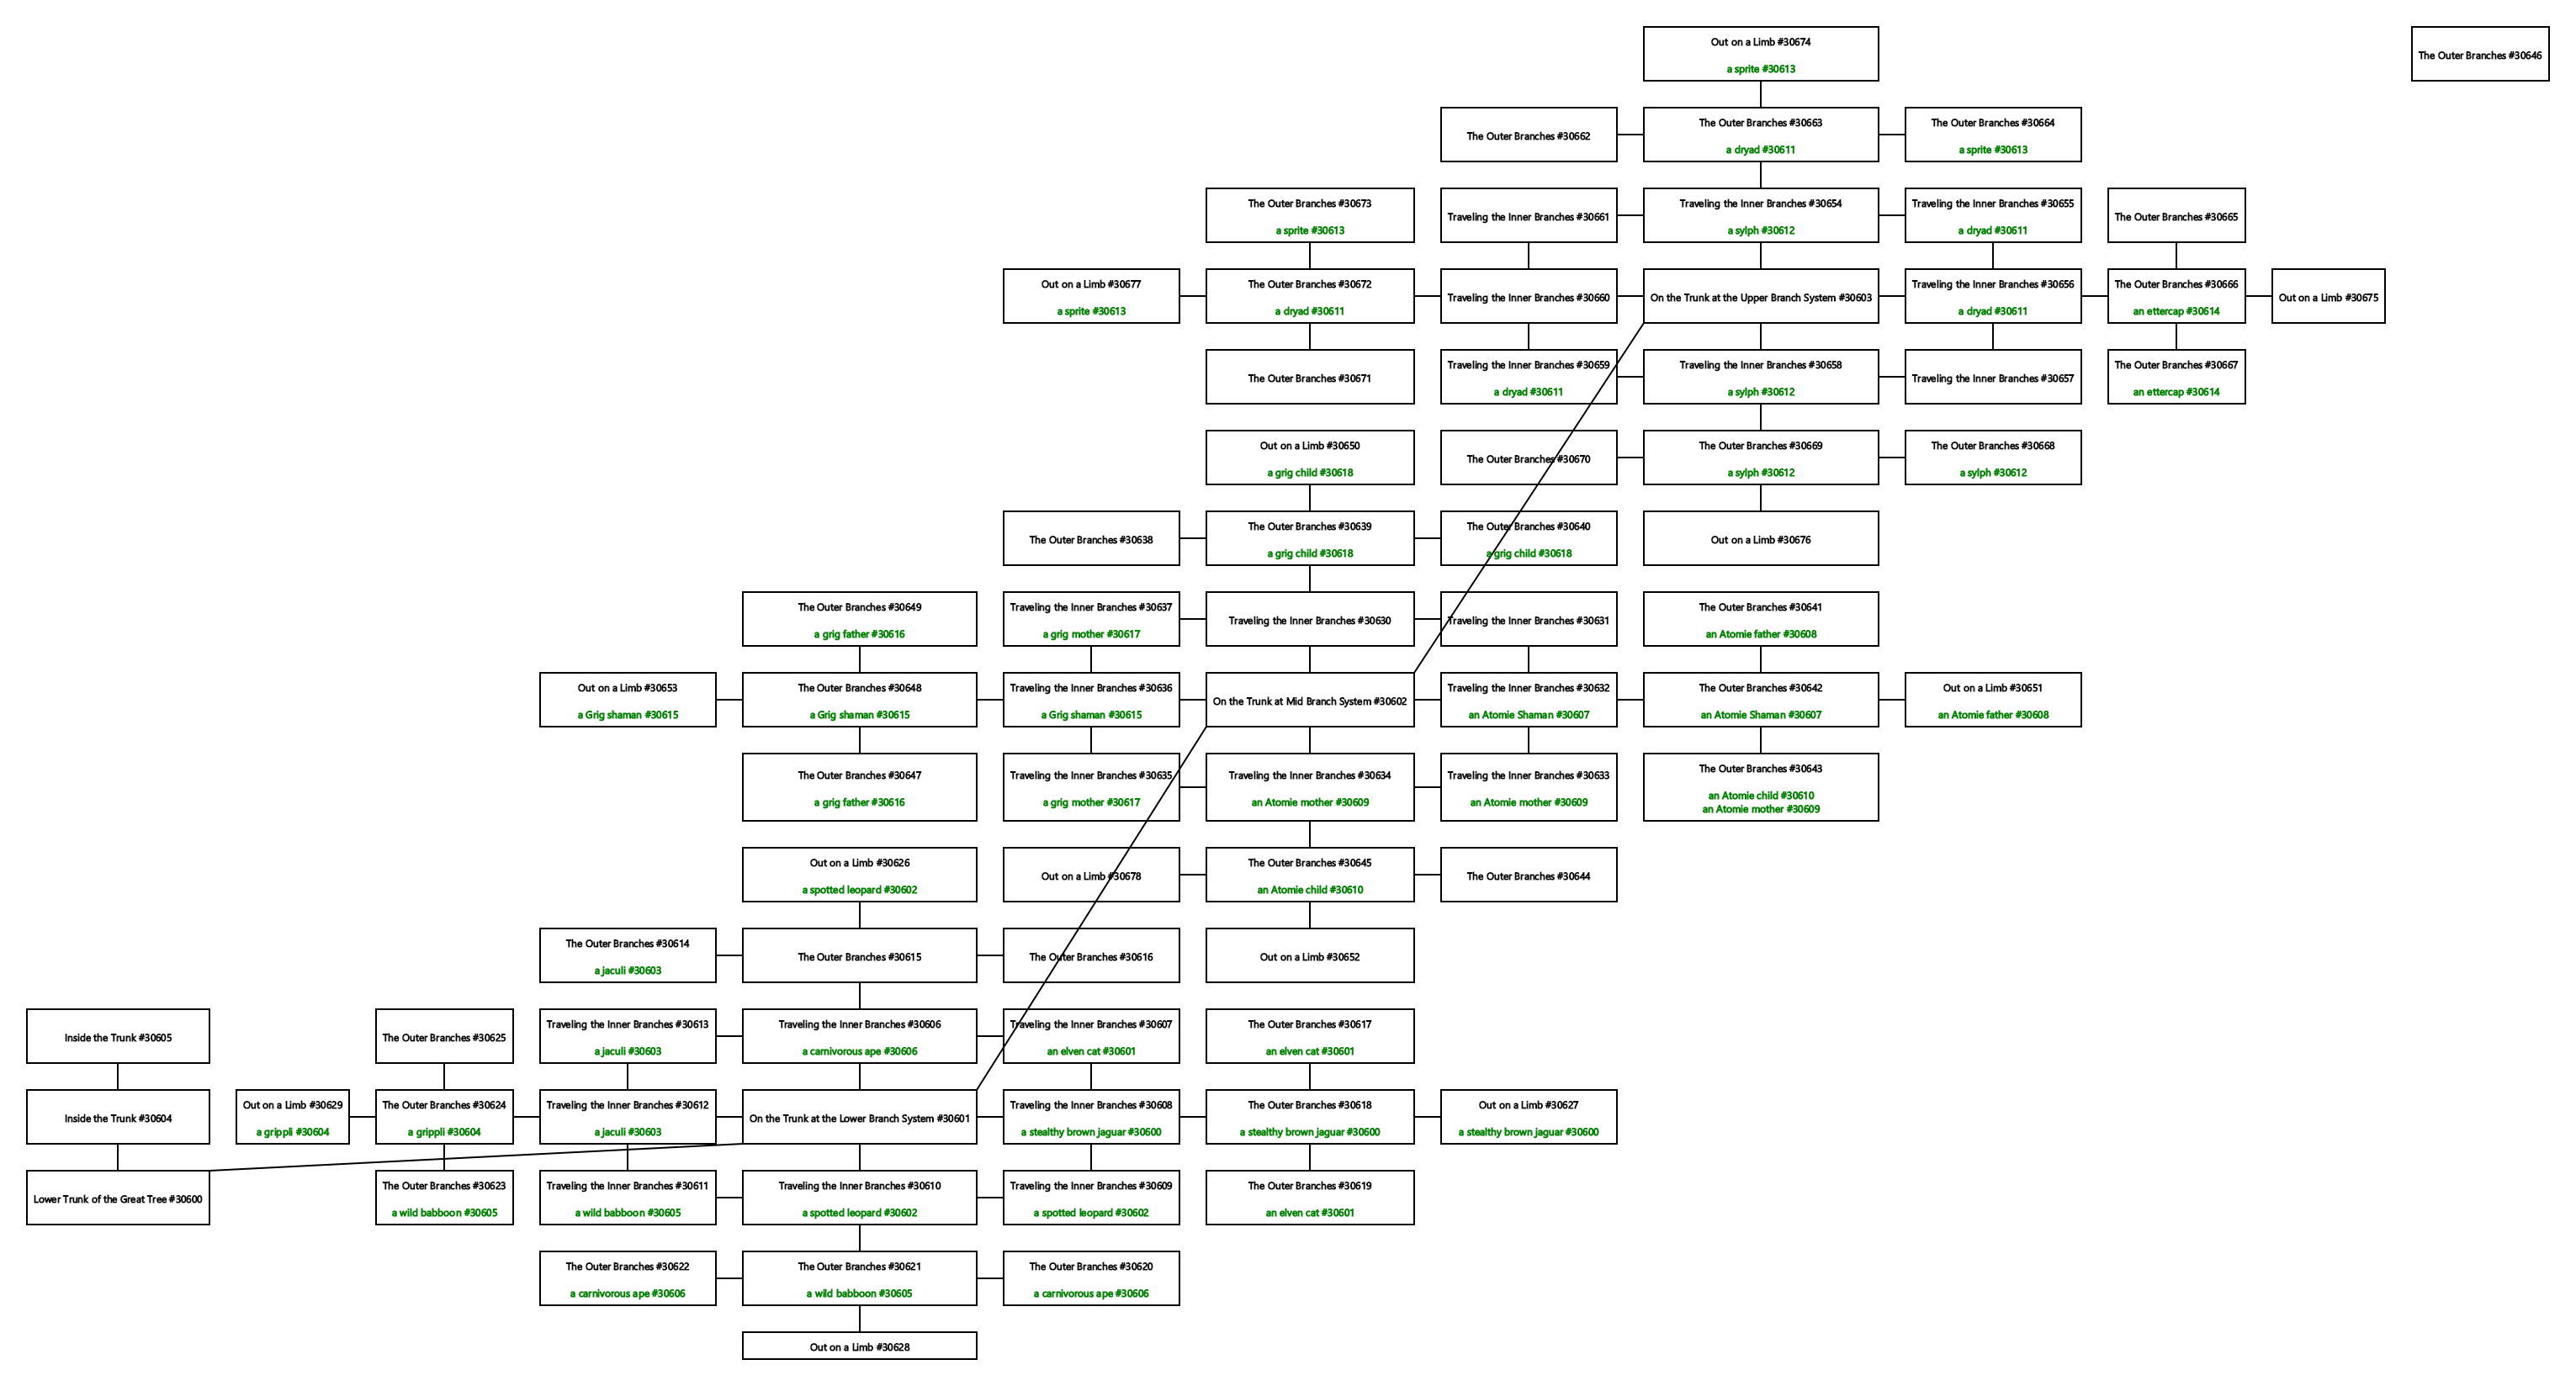 Out on a Limb #30674
a sprite #30613
The Outer Branches #30646
The Outer Branches #30662
The Outer Branches #30663
a dryad #30611
The Outer Branches #30664
a sprite #30613
The Outer Branches #30673
a sprite #30613
Traveling the Inner Branches #30661
Traveling the Inner Branches #30654
a sylph #30612
Traveling the Inner Branches #30655
a dryad #30611
The Outer Branches #30665
Out on a Limb #30677
a sprite #30613
The Outer Branches #30672
a dryad #30611
Traveling the Inner Branches #30660
On the Trunk at the Upper Branch System #30603
Traveling the Inner Branches #30656
a dryad #30611
The Outer Branches #30666
an ettercap #30614
Out on a Limb #30675
The Outer Branches #30671
Traveling the Inner Branches #30659
a dryad #30611
Traveling the Inner Branches #30658
a sylph #30612
Traveling the Inner Branches #30657
The Outer Branches #30667
an ettercap #30614
Out on a Limb #30650
a grig child #30618
The Outer Branches #30670
The Outer Branches #30669
a sylph #30612
The Outer Branches #30668
a sylph #30612
The Outer Branches #30638
The Outer Branches #30639
a grig child #30618
The Outer Branches #30640
a grig child #30618
Out on a Limb #30676
The Outer Branches #30649
a grig father #30616
Traveling the Inner Branches #30637
a grig mother #30617
Traveling the Inner Branches #30630
Traveling the Inner Branches #30631
The Outer Branches #30641
an Atomie father #30608
Out on a Limb #30653
a Grig shaman #30615
The Outer Branches #30648
a Grig shaman #30615
Traveling the Inner Branches #30636
a Grig shaman #30615
On the Trunk at Mid Branch System #30602
Traveling the Inner Branches #30632
an Atomie Shaman #30607
The Outer Branches #30642
an Atomie Shaman #30607
Out on a Limb #30651
an Atomie father #30608
The Outer Branches #30647
a grig father #30616
Traveling the Inner Branches #30635
a grig mother #30617
Traveling the Inner Branches #30634
an Atomie mother #30609
Traveling the Inner Branches #30633
an Atomie mother #30609
The Outer Branches #30643
an Atomie child #30610
an Atomie mother #30609
Out on a Limb #30626
a spotted leopard #30602
Out on a Limb #30678
The Outer Branches #30645
an Atomie child #30610
The Outer Branches #30644
The Outer Branches #30614
a jaculi #30603
The Outer Branches #30615
The Outer Branches #30616
Out on a Limb #30652
Inside the Trunk #30605
The Outer Branches #30625
Traveling the Inner Branches #30613
a jaculi #30603
Traveling the Inner Branches #30606
a carnivorous ape #30606
Traveling the Inner Branches #30607
an elven cat #30601
The Outer Branches #30617
an elven cat #30601
Inside the Trunk #30604
Out on a Limb #30629
a grippli #30604
The Outer Branches #30624
a grippli #30604
Traveling the Inner Branches #30612
a jaculi #30603
On the Trunk at the Lower Branch System #30601
Traveling the Inner Branches #30608
a stealthy brown jaguar #30600
The Outer Branches #30618
a stealthy brown jaguar #30600
Out on a Limb #30627
a stealthy brown jaguar #30600
Lower Trunk of the Great Tree #30600
The Outer Branches #30623
a wild babboon #30605
Traveling the Inner Branches #30611
a wild babboon #30605
Traveling the Inner Branches #30610
a spotted leopard #30602
Traveling the Inner Branches #30609
a spotted leopard #30602
The Outer Branches #30619
an elven cat #30601
The Outer Branches #30622
a carnivorous ape #30606
The Outer Branches #30621
a wild babboon #30605
The Outer Branches #30620
a carnivorous ape #30606
Out on a Limb #30628